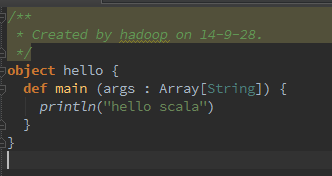 /**
 * Created by hadoop on 14-9-28.
 */
object hello {
  def main (args : Array[String]) {
    println("hello scala")
  }
}